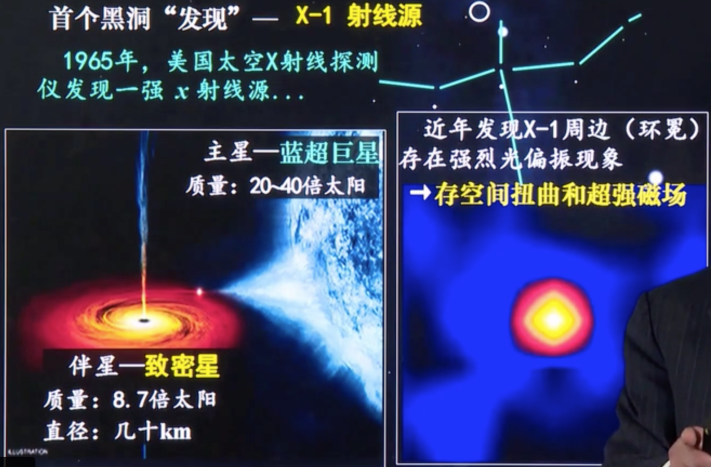 首个黑洞“发现”— X-1 射线源
1965年，美国太空X射线探测
仪发现一强 x 射线源...
主星—蓝超巨星
质量：20~40倍太阳
伴星—致密星
质量：8.7倍太阳
直径：几十km
ILLUSTRATION
近年发现X-1周边（环冕）
存在强烈光偏振现象
→存空间扭曲和超强磁场